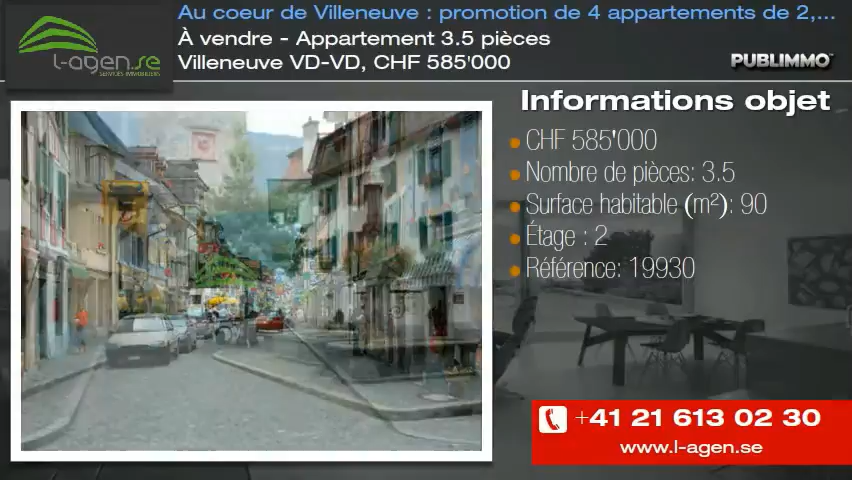 Au coeur de Villeneuve : promotion de 4 appartements de 2,...
À vendre - Appartement 3.5 pièces
Villeneuve VD-VD, CHF 585'000
l-agen.se
SERVICES IMMOBILIERS
PUBLIMMO
Informations objet
CHF 585'000
Nombre de pièces: 3.5
Surface habitable (m²): 90
Étage : 2
Référence: 19930
+41 21 613 02 30
www.l-agen.se